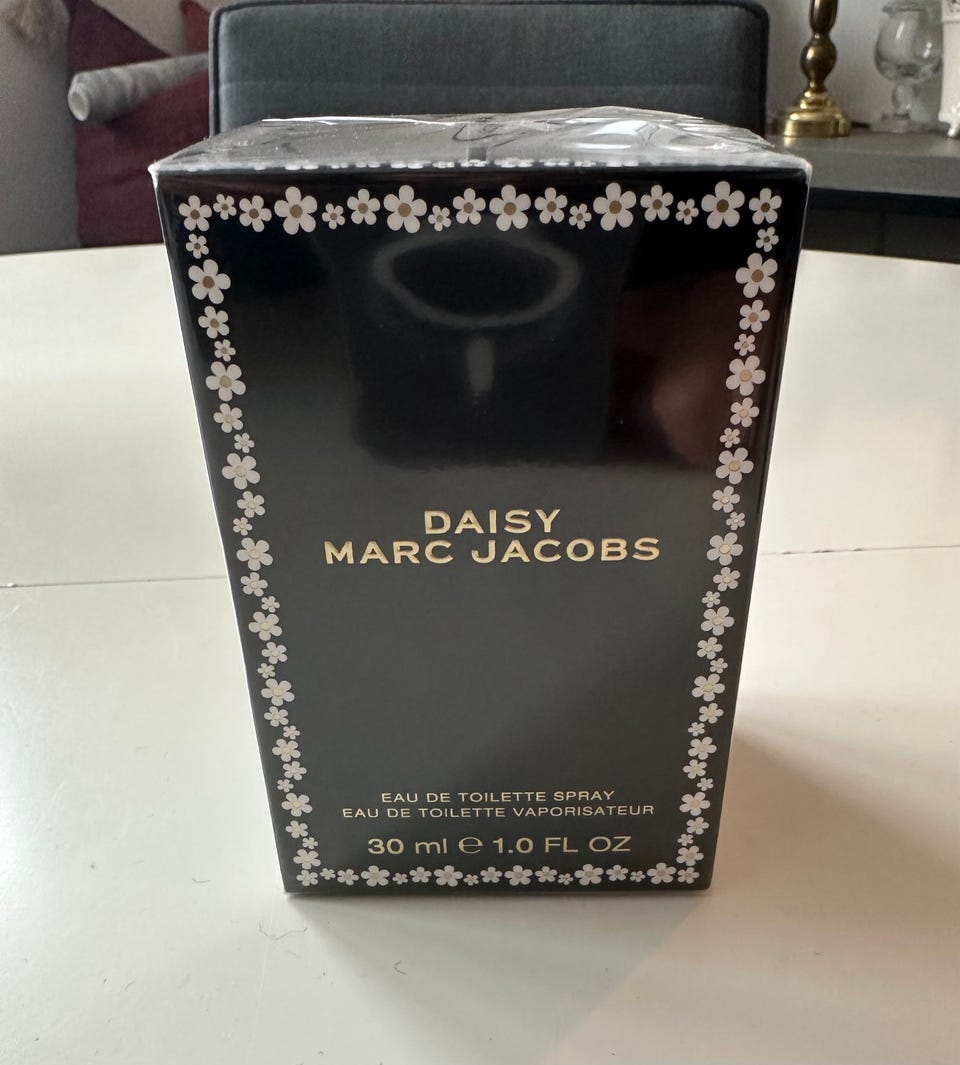 DAISY
MARC JACOBS
EAU DE TOILETTE SPRAY
EAU DE TOILETTE VAPORISATEUR
30 ml ℮ 1.0 FL OZ